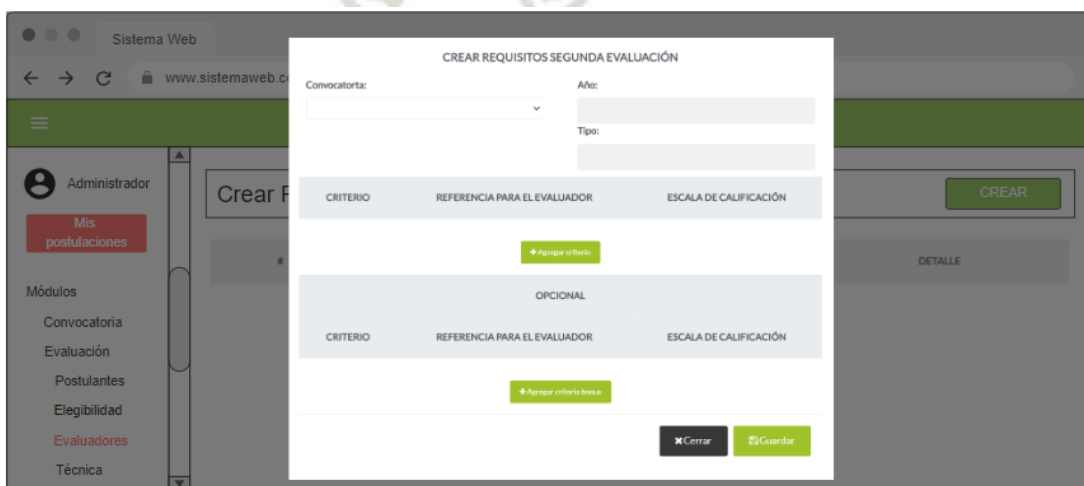 Sistema Web
www.sistemaweb.c
Administrador
Mis
postulaciones
Módulos
Convocatoria
Evaluación
Postulantes
Elegibilidad
Evaluadores
Técnica
Crear F
CREAR
#
DETALLE
CREAR REQUISITOS SEGUNDA EVALUACIÓN
Convocatorta:
Año:
Tipo:
CRITERIO REFERENCIA PARA EL EVALUADOR ESCALA DE CALIFICACIÓN
+ Agregar criterio
OPCIONAL
CRITERIO REFERENCIA PARA EL EVALUADOR ESCALA DE CALIFICACIÓN
+ Agregar criterio bonus
Cerrar Guardar